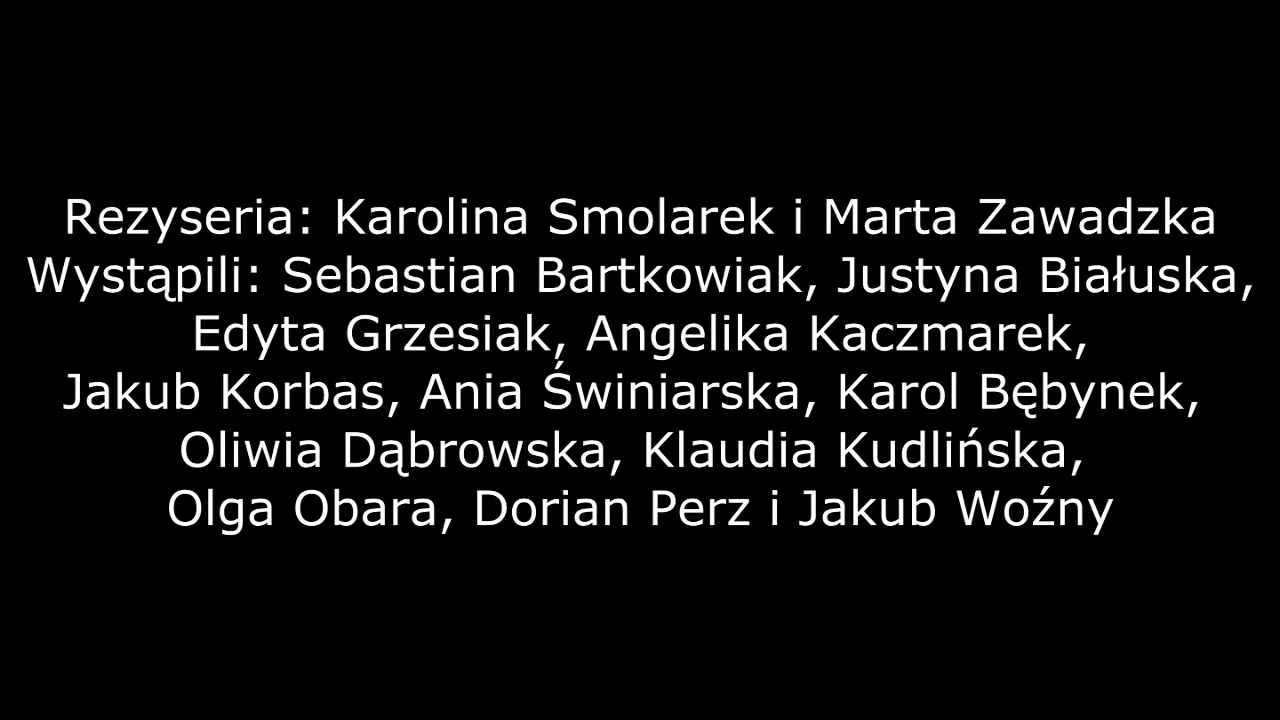 Rezyseria: Karolina Smolarek i Marta Zawadzka
Wystąpili: Sebastian Bartkowiak, Justyna Białuska,
Edyta Grzesiak, Angelika Kaczmarek,
Jakub Korbas, Ania Świniarska, Karol Bębynek,
Oliwia Dąbrowska, Klaudia Kudlińska,
Olga Obara, Dorian Perz i Jakub Woźny